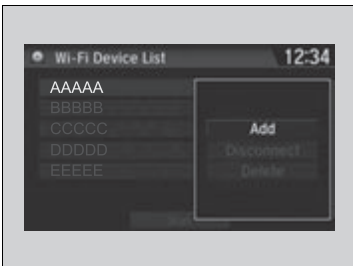 Wi-Fi Device List
12:34
AAAAA
BBBBB
CCCCC
DDDDD
EEEEE
Add
Disconnect
Delete